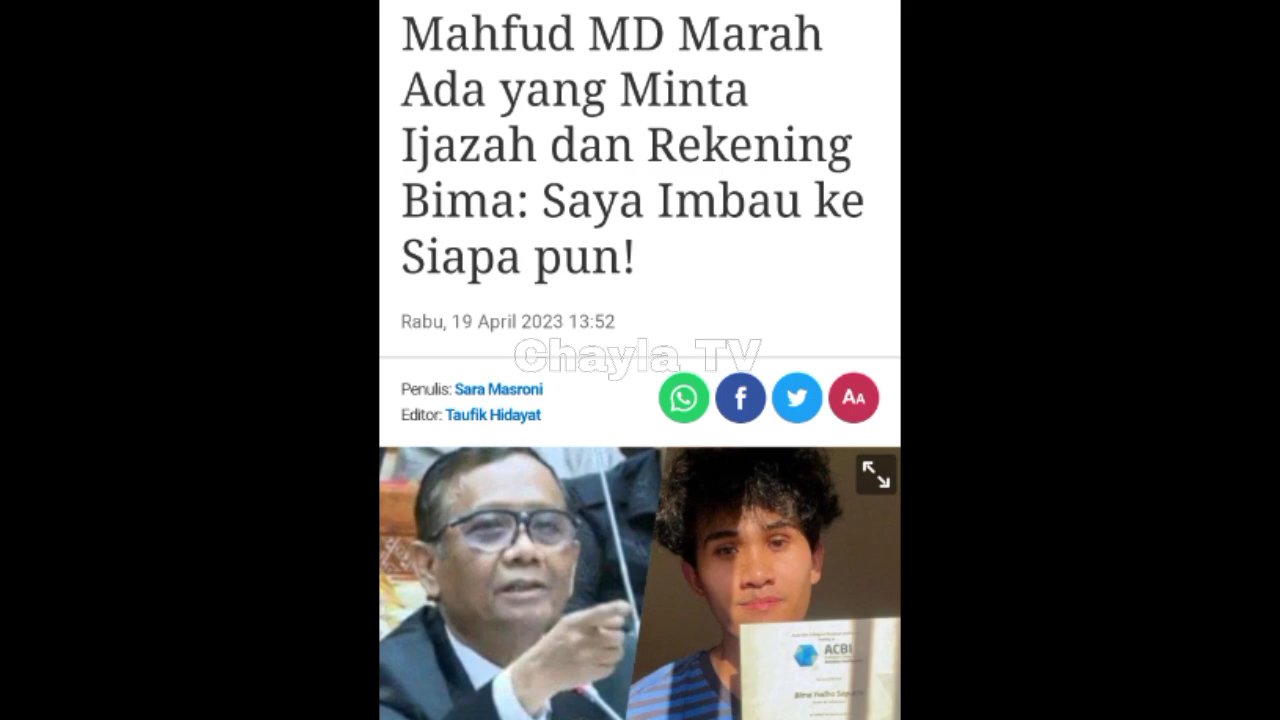 Mahfud MD Marah
Ada yang Minta
Ijazah dan Rekening
Bima: Saya Imbau ke
Siapa pun!
Rabu, 19 April 2023 13:52
Chayla TV
Penulis: Sara Masroni
Editor: Taufik Hidayat
AA
ACBI